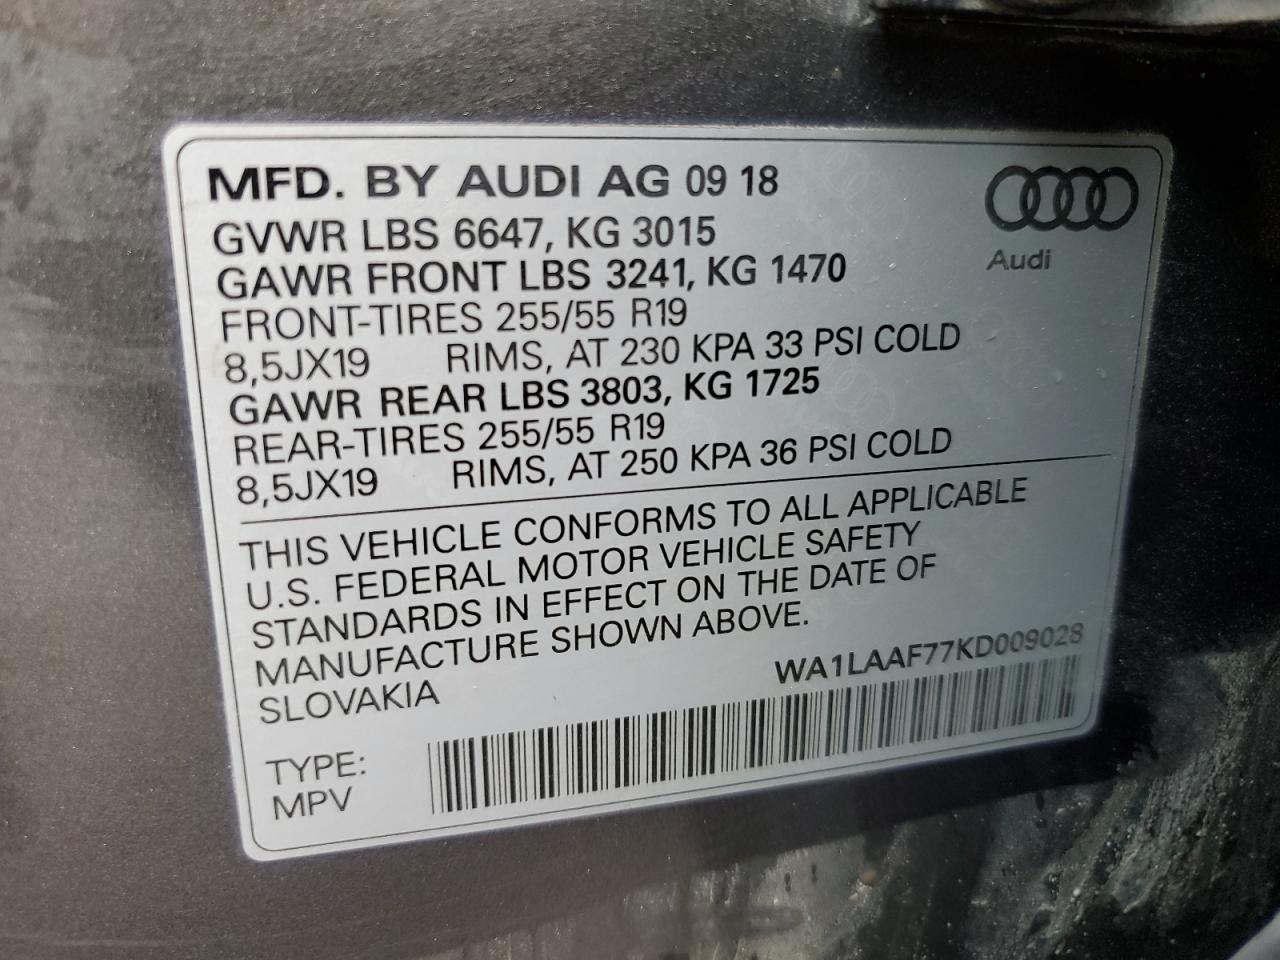 MFD. BY AUDI AG 09 18
GVWR LBS 6647, KG 3015
GAWR FRONT LBS 3241, KG 1470
FRONT-TIRES 255/55 R19
8,5JX19 RIMS, AT 230 KPA 33 PSI COLD
GAWR REAR LBS 3803, KG 1725
REAR-TIRES 255/55 R19
8,5JX19 RIMS, AT 250 KPA 36 PSI COLD
Audi
THIS VEHICLE CONFORMS TO ALL APPLICABLE
U.S. FEDERAL MOTOR VEHICLE SAFETY
STANDARDS IN EFFECT ON THE DATE OF
MANUFACTURE SHOWN ABOVE.
SLOVAKIA
WA1LAAF77KD009028
TYPE:
MPV